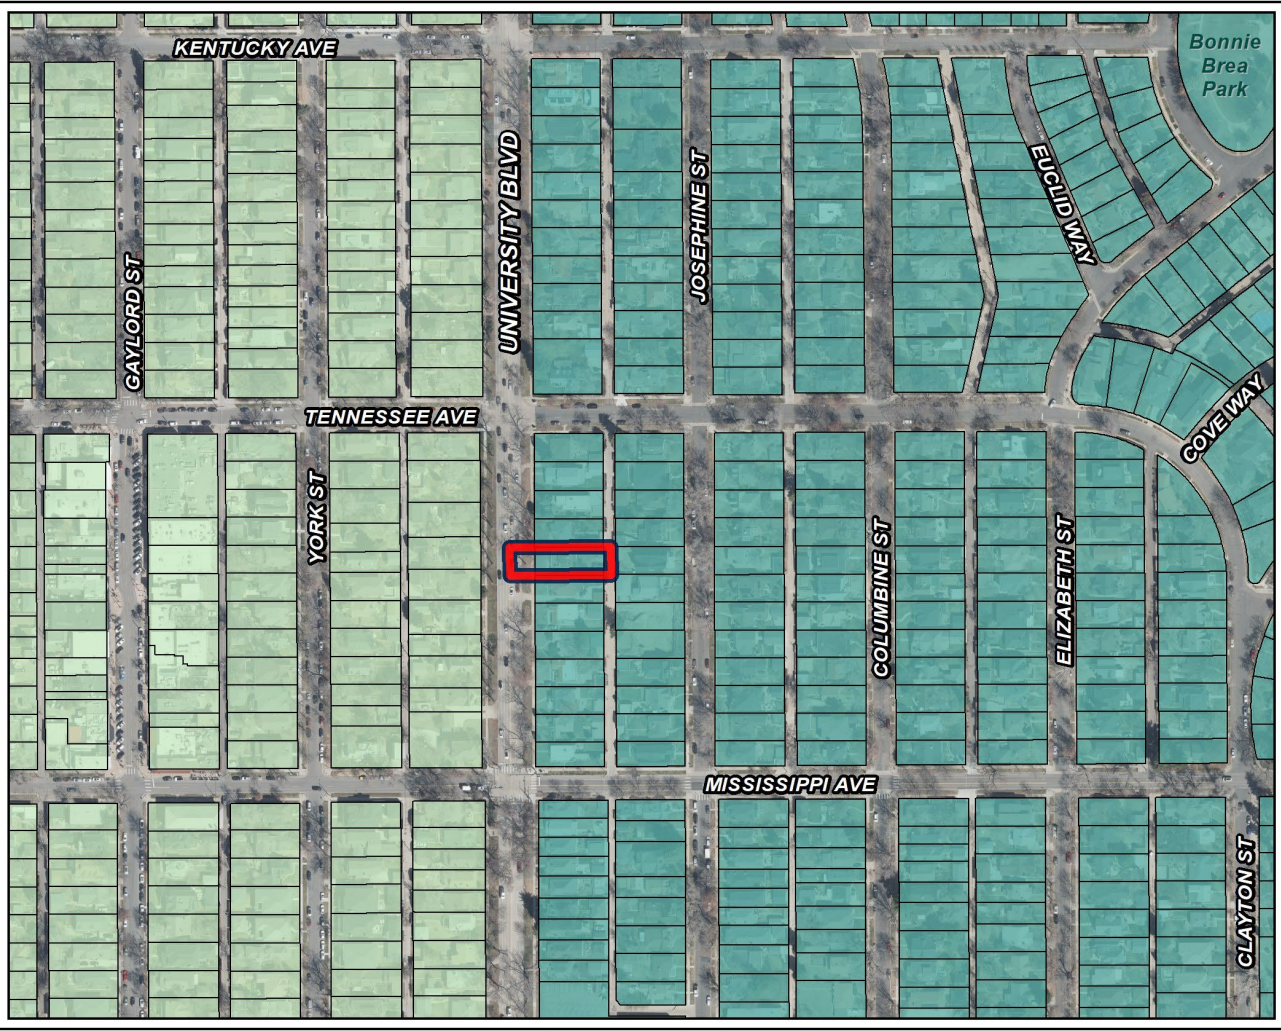 KENTUCKY AVE
Bonnie
Brea
Park
UNIVERSITY BLVD
JOSEPHINE ST
EUCLID WAY
GAYLORD ST
TENNESSEE AVE
COVE WAY
YORK ST
COLUMBINE ST
ELIZABETH ST
MISSISSIPPI AVE
CLAYTON ST